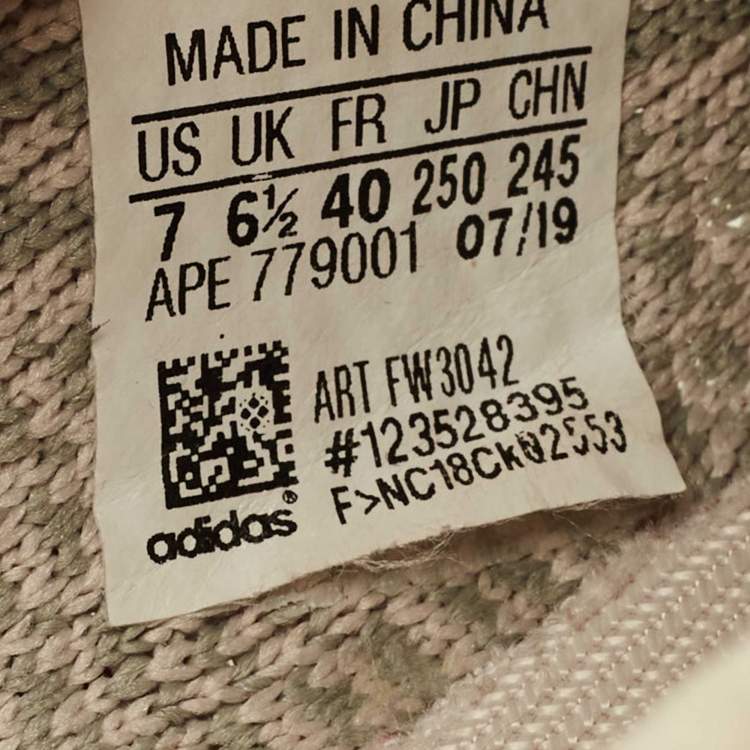 MADE IN CHINA
US UK FR JP CHN
7 6½ 40 250 245
APE 779001 07/19
ART FW3042
#123528395
adidas®